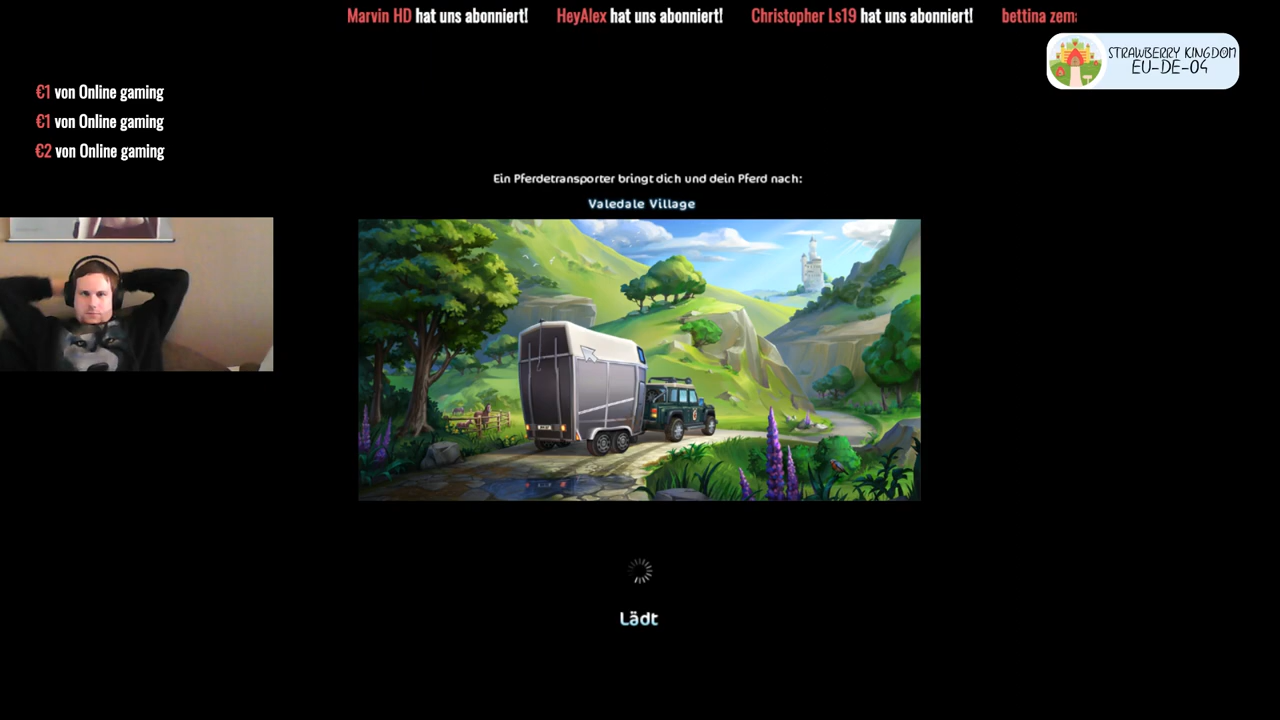 Marvin HD hat uns abonniert! HeyAlex hat uns abonniert! Christopher Ls19 hat uns abonniert! bettina zem
STRAWBERRY KINGDOM
EU-DE-04
€1 von Online gaming
€1 von Online gaming
€2 von Online gaming
Ein Pferdetransporter bringt dich und dein Pferd nach:
Valedale Village
Lädt